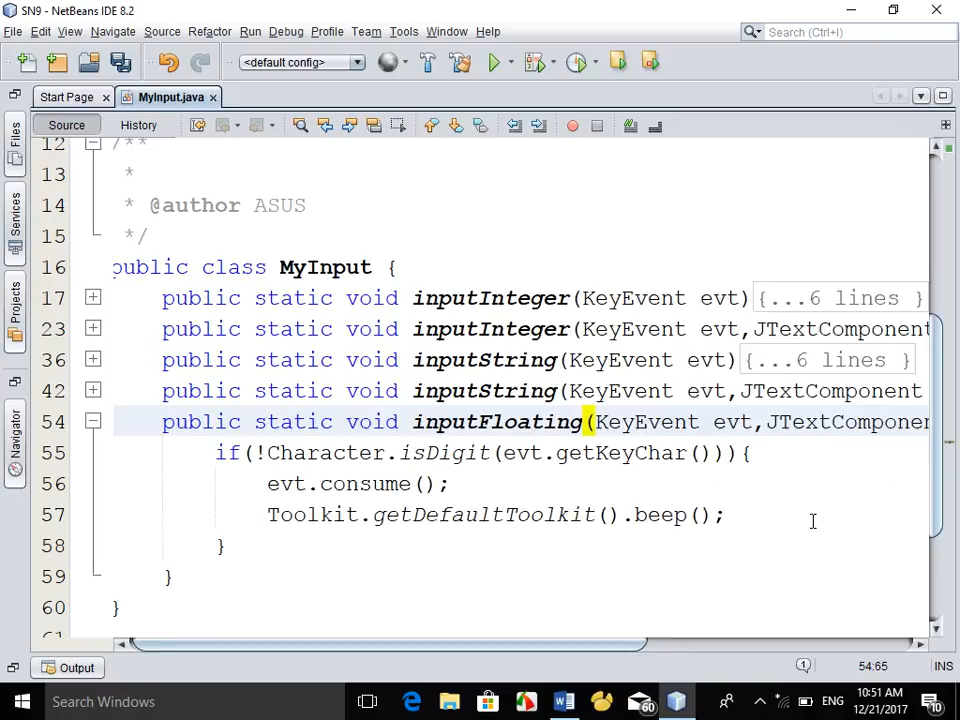 SN9 - NetBeans IDE 8.2
File Edit View Navigate Source Refactor Run Debug Profile Team Tools Window Help
Search (Ctrl+I)
<default config>
Start Page x MyInput.java x
Source History
Files
Services
Projects
Navigator
12 /**
13 *
14 * @author ASUS
15 */
16 public class MyInput {
17 public static void inputInteger(KeyEvent evt){...6 lines }
23 public static void inputInteger(KeyEvent evt,JTextComponent
36 public static void inputString(KeyEvent evt){...6 lines }
42 public static void inputString(KeyEvent evt,JTextComponent
54 public static void inputFloating(KeyEvent evt,JTextComponen
55 if(!Character.isDigit(evt.getKeyChar())){
56 evt.consume();
57 Toolkit.getDefaultToolkit().beep();
58 }
59 }
60 }
61
Output
1 54:65 INS
Search Windows
60
ENG
10:51 AM
12/21/2017
10